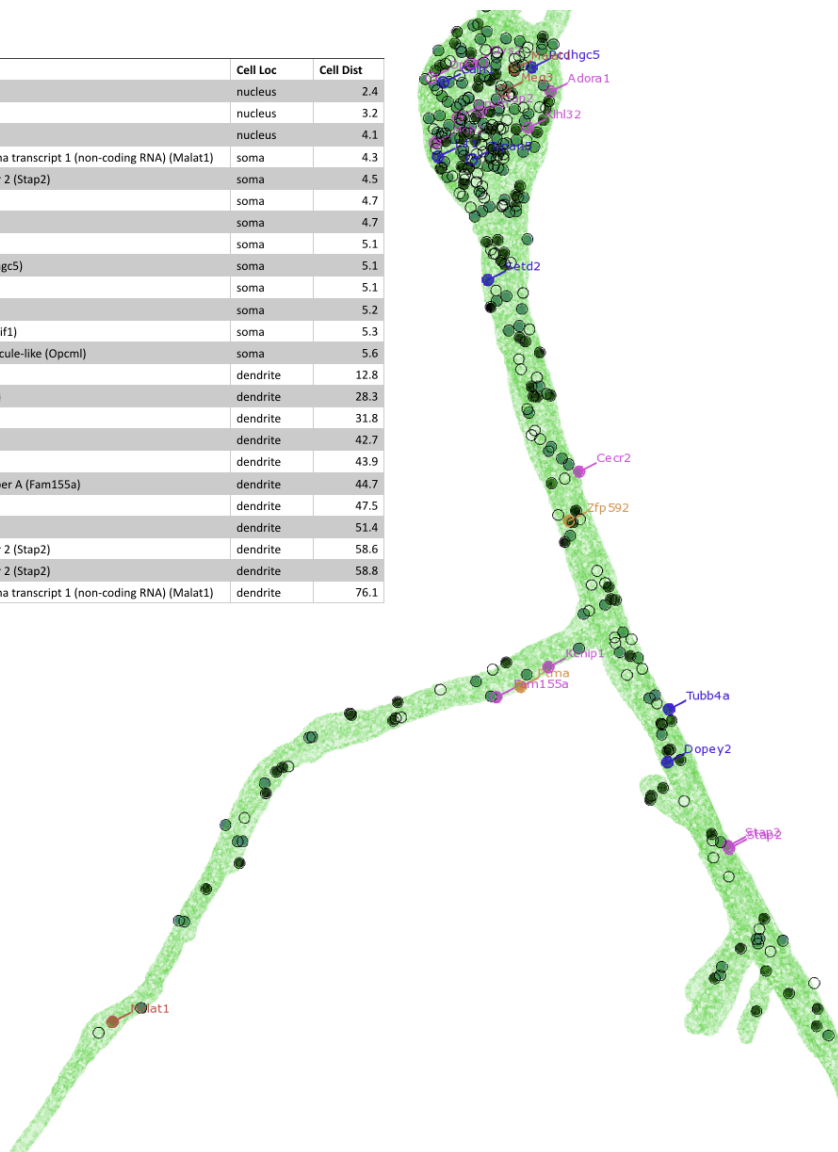 Cell Loc Cell Dist
nucleus 2.4
nucleus 3.2
nucleus 4.1
na transcript 1 (non-coding RNA) (Malat1) soma 4.3
r 2 (Stap2) soma 4.5
soma 4.7
soma 4.7
soma 5.1
gc5) soma 5.1
soma 5.1
soma 5.2
if1) soma 5.3
cule-like (Opcml) soma 5.6
dendrite 12.8
dendrite 28.3
dendrite 31.8
dendrite 42.7
dendrite 43.9
er A (Fam155a) dendrite 44.7
dendrite 47.5
dendrite 51.4
r 2 (Stap2) dendrite 58.6
r 2 (Stap2) dendrite 58.8
na transcript 1 (non-coding RNA) (Malat1) dendrite 76.1
Meg3
Adora1
Klhl32
Setd2
Cecr2
Zfp592
Kcnip1
Ptma
Fam155a
Tubb4a
Dopey2
Stap2
Stap2
Malat1